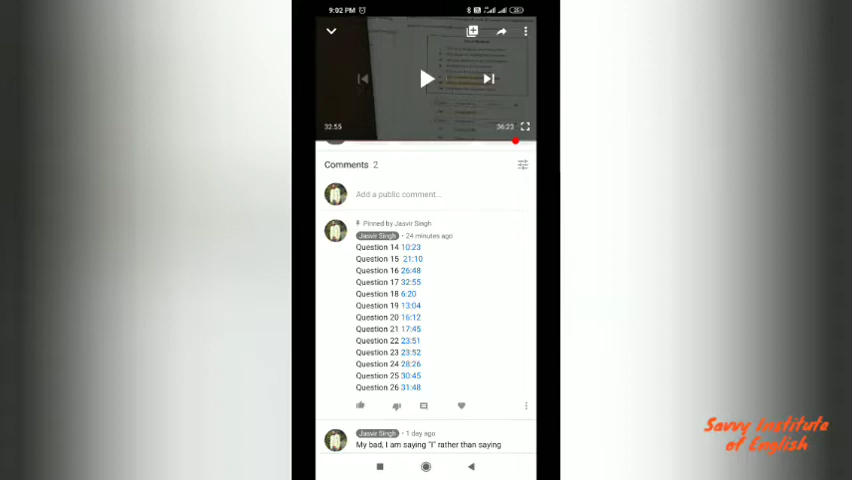 9:02 PM
32:55
36:23
Comments 2
Add a public comment...
Pinned by Jasvir Singh
Jasvir Singh • 24 minutes ago
Question 14 10:23
Question 15 21:10
Question 16 26:48
Question 17 32:55
Question 18 6:20
Question 19 13:04
Question 20 16:12
Question 21 17:45
Question 22 23:51
Question 23 23:52
Question 24 28:26
Question 25 30:45
Question 26 31:48
Jasvir Singh • 1 day ago
My bad, I am saying "I" rather than saying
Savvy Institute
of English